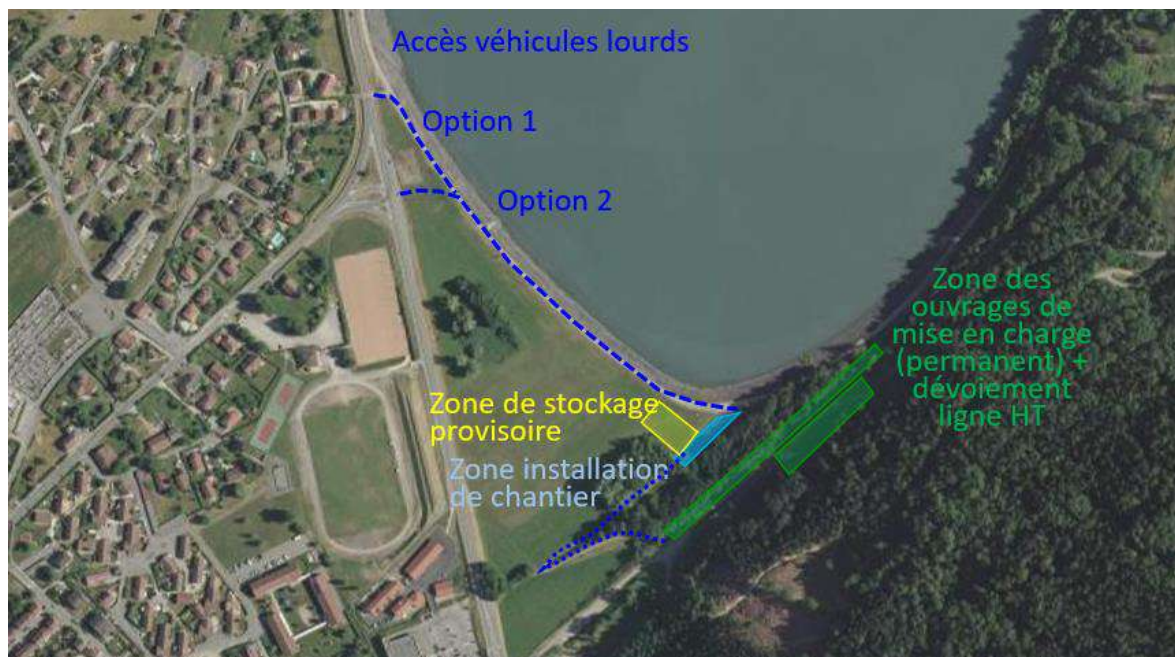 Accès véhicules lourds
Option 1
Option 2
Zone des
ouvrages de
mise en charge
(permanent) +
dévoiement
ligne HT
Zone de stockage
provisoire
Zone installation
de chantier